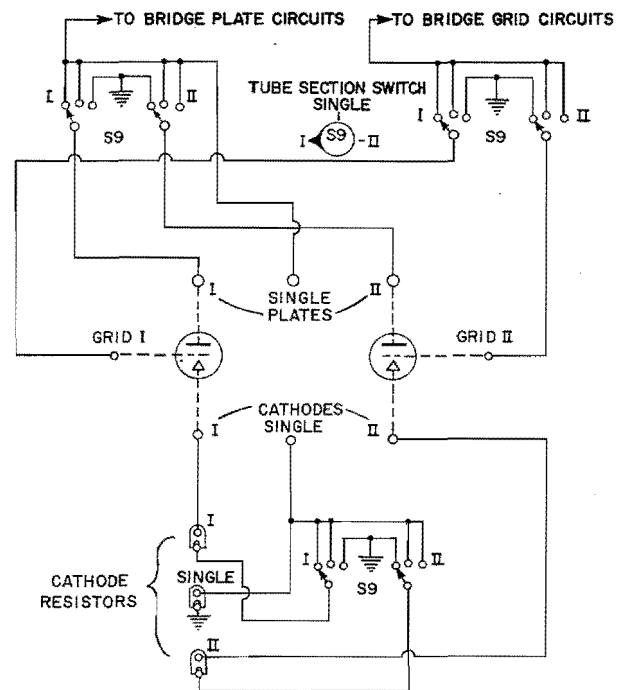 TO BRIDGE PLATE CIRCUITS
TO BRIDGE GRID CIRCUITS
I
II
S9
TUBE SECTION SWITCH
SINGLE
I
S9
-II
I
II
S9
I
SINGLE
PLATES
II
GRID I
GRID II
CATHODES
SINGLE
I
II
I
CATHODE
RESISTORS
SINGLE
I
II
S9
II